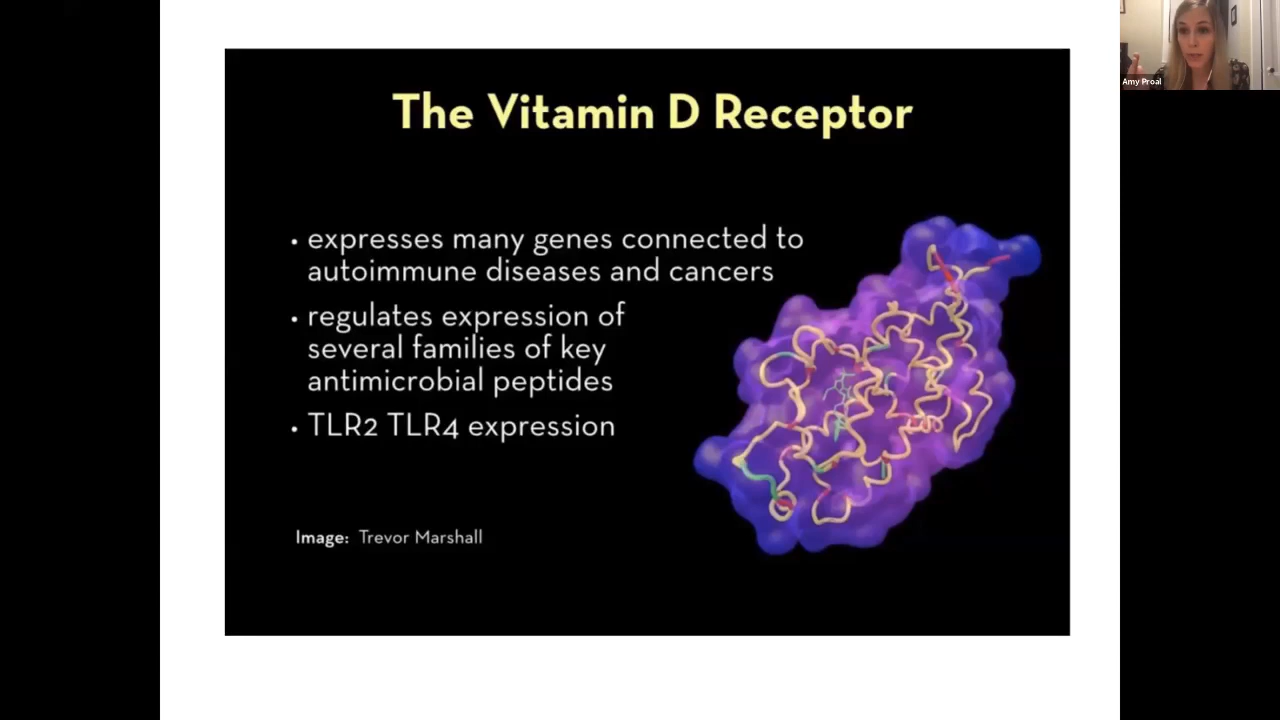 Amy Proal
The Vitamin D Receptor
• expresses many genes connected to
autoimmune diseases and cancers
• regulates expression of
several families of key
antimicrobial peptides
• TLR2 TLR4 expression
Image: Trevor Marshall